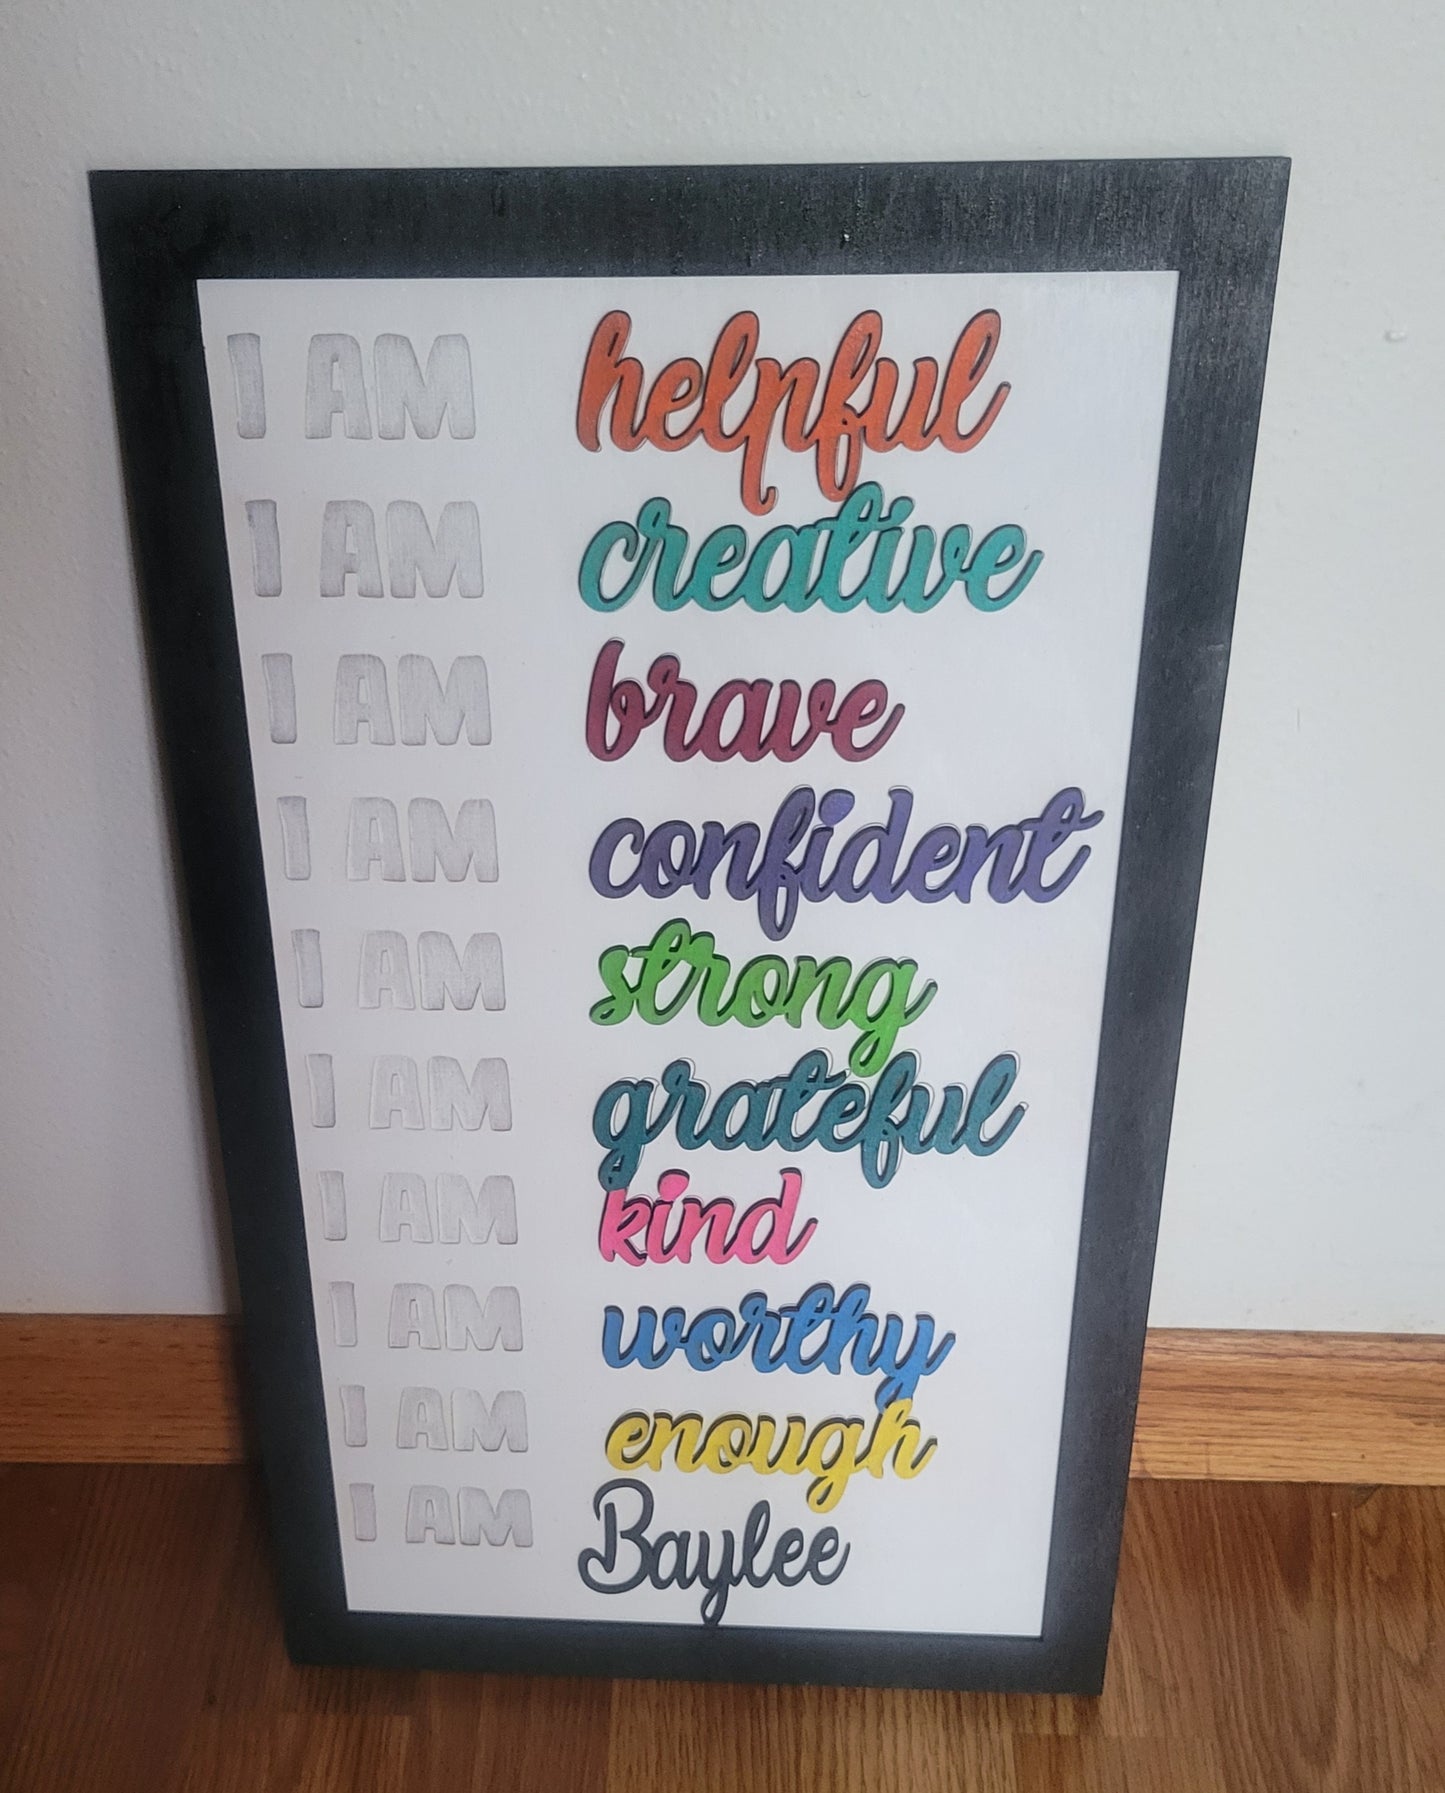 I AM helpful
I AM creative
I AM brave
I AM confident
I AM strong
I AM grateful
I AM kind
I AM worthy
I AM enough
I AM Baylee